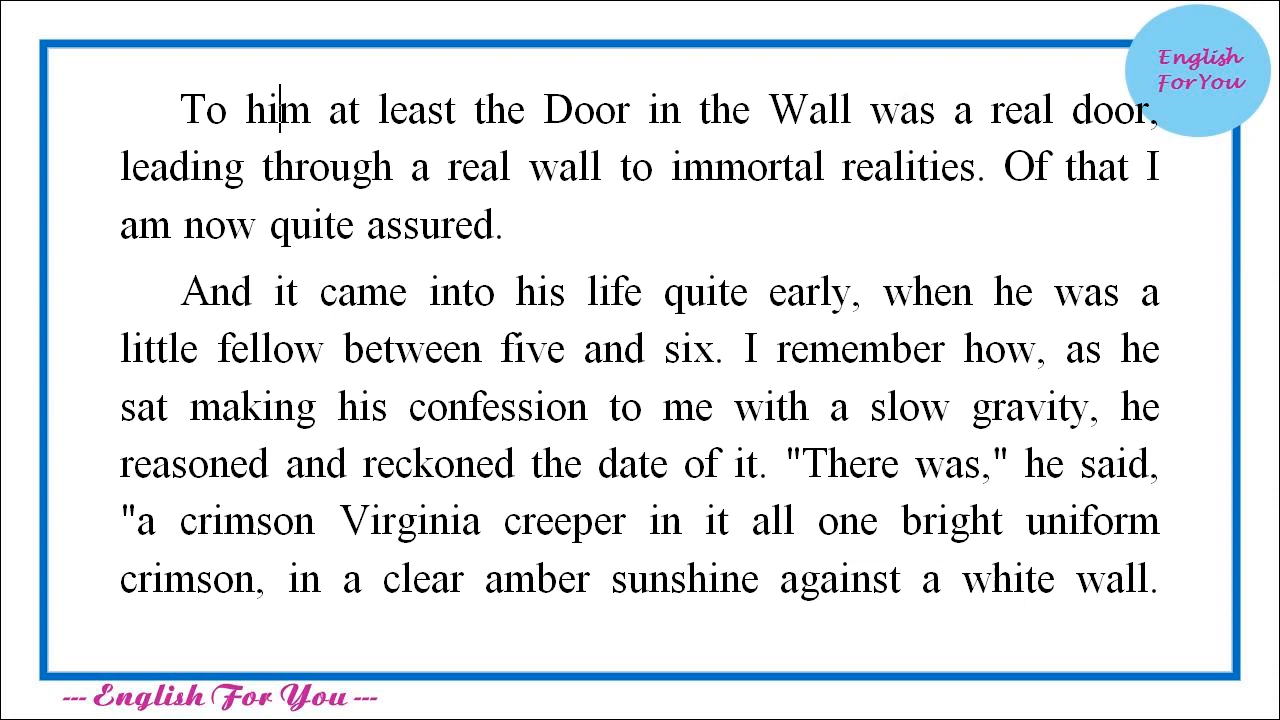 English
ForYou
To him at least the Door in the Wall was a real door,
leading through a real wall to immortal realities. Of that I
am now quite assured.
And it came into his life quite early, when he was a
little fellow between five and six. I remember how, as he
sat making his confession to me with a slow gravity, he
reasoned and reckoned the date of it. "There was," he said,
"a crimson Virginia creeper in it all one bright uniform
crimson, in a clear amber sunshine against a white wall.
--- English For You ---